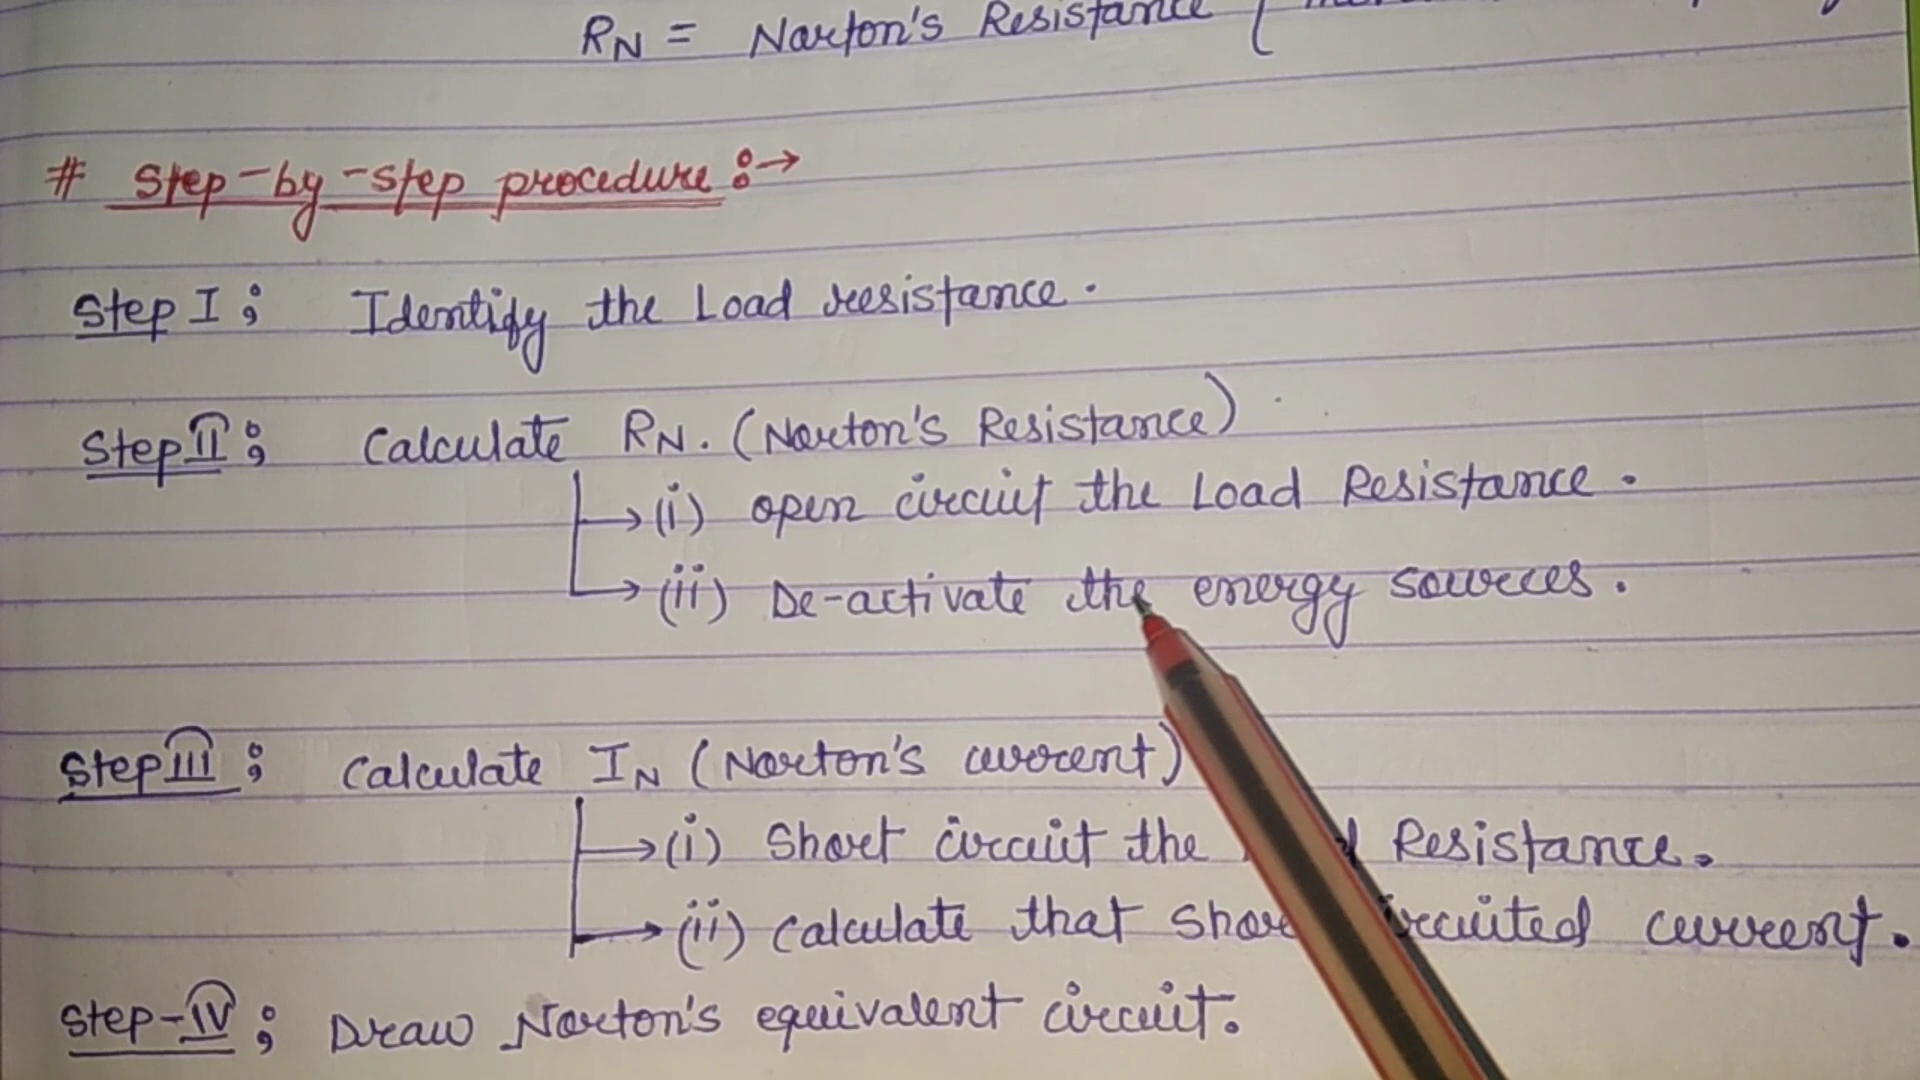 RN = Norton's Resistance (
# Step-by-step procedure :→
Step I ; Identify the Load resistance.
Step II ; Calculate RN. (Norton's Resistance)
→ (i) open circuit the Load Resistance.
→ (ii) De-activate the energy sources.
Step III ; Calculate IN (Norton's current)
→ (i) Short circuit the Resistance.
→ (ii) Calculate that current.
Step-IV ; Draw Norton's equivalent circuit.